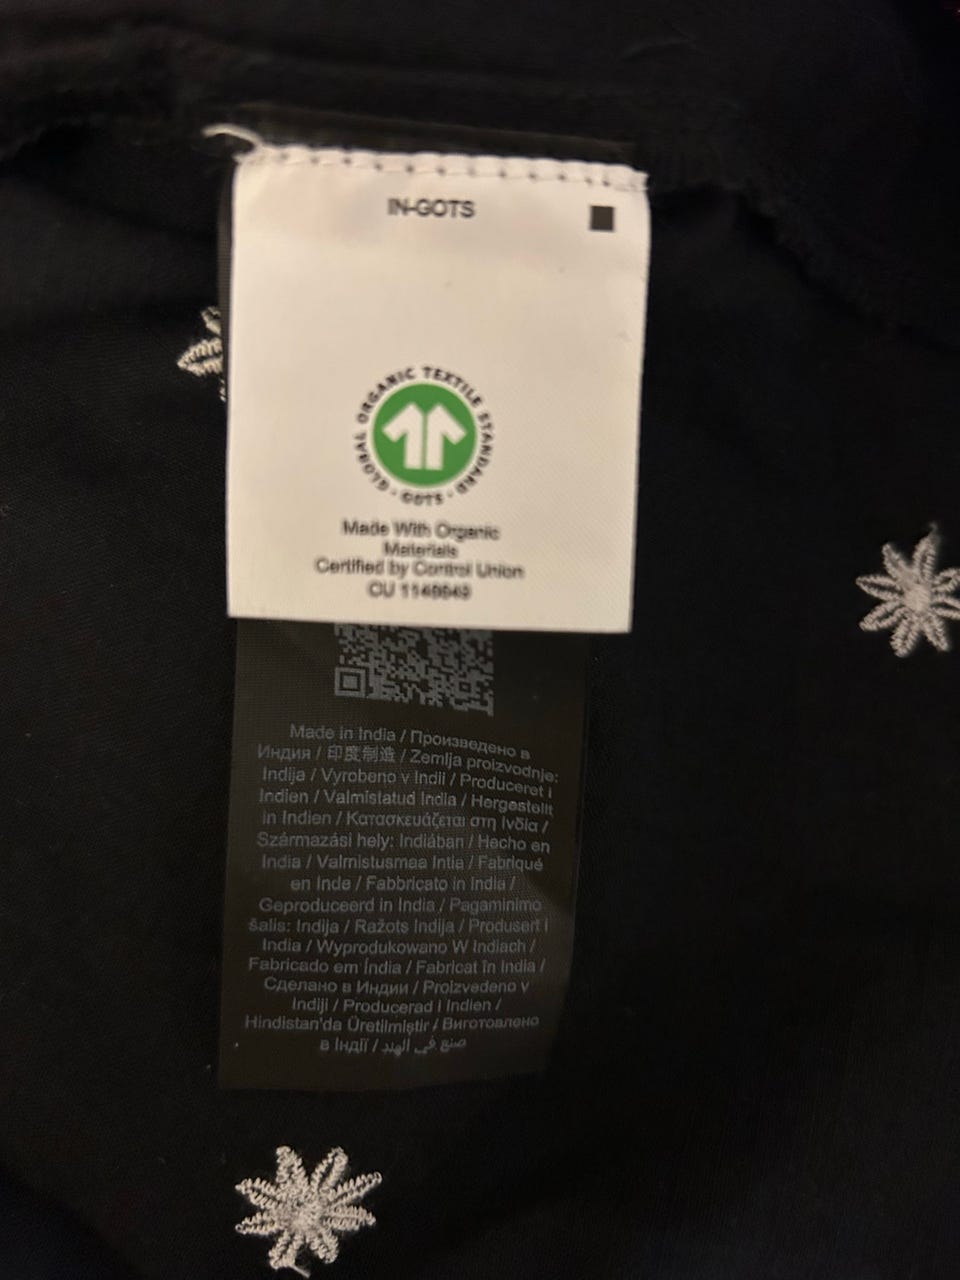 IN-GOTS
GLOBAL ORGANIC TEXTILE STANDARD · GOTS ·
Made With Organic
Materials
Certified by Control Union
CU
Made in India / Произведено в
Индия / 印度制造 / Zemlja proizvodnje:
Indija / Vyrobeno v Indii / Produceret i
Indien / Valmistatud India / Hergestellt
in Indien / Κατασκευάζεται στη Ινδία /
Származási hely: Indiában / Hecho en
India / Valmistusmaa Intia / Fabriqué
en Inde / Fabbricato in India /
Geproduceerd in India / Pagaminimo
šalis: Indija / Ražots Indija / Produsert i
India / Wyprodukowano W Indiach /
Fabricado em Índia / Fabricat în India /
Сделано в Индии / Proizvedeno v
Indiji / Producerad i Indien /
Hindistan'da Üretilmiştir / Виготовлено
в Індії / صنع في الهند